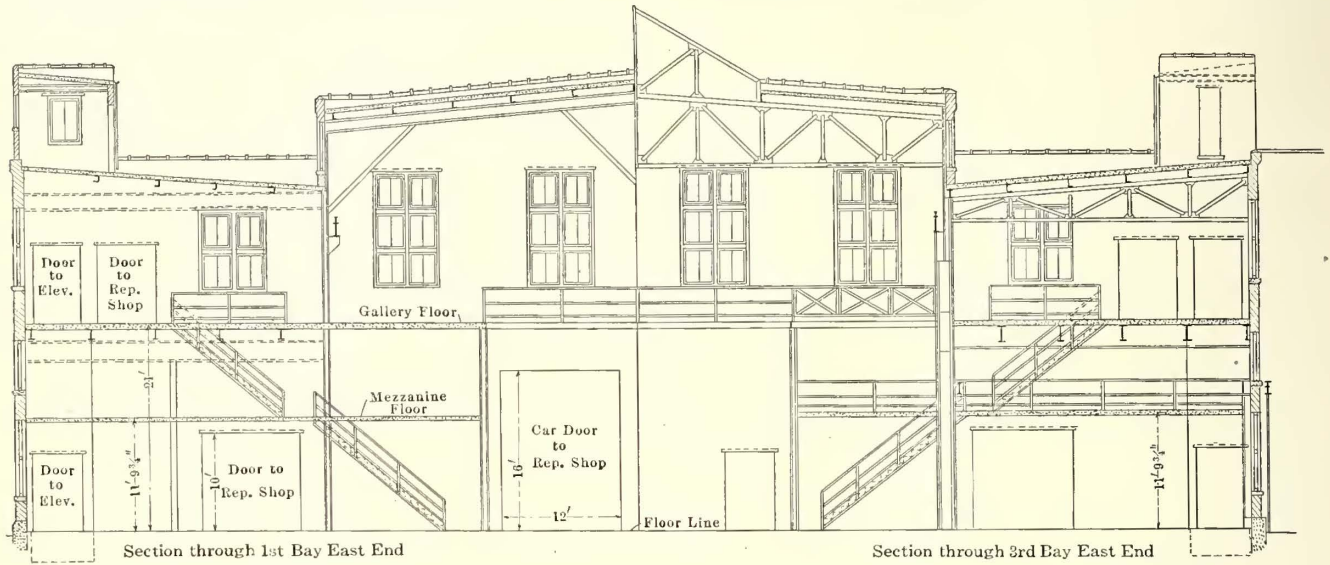 Door
to
Elev.
Door
to
Rep.
Shop
Gallery Floor
21'
Mezzanine
Floor
Door
to
Elev.
11'-9¾"
10'
Door to
Rep. Shop
16'
Car Door
to
Rep. Shop
12'
Floor Line
11'-9¾"
Section through 1st Bay East End
Section through 3rd Bay East End